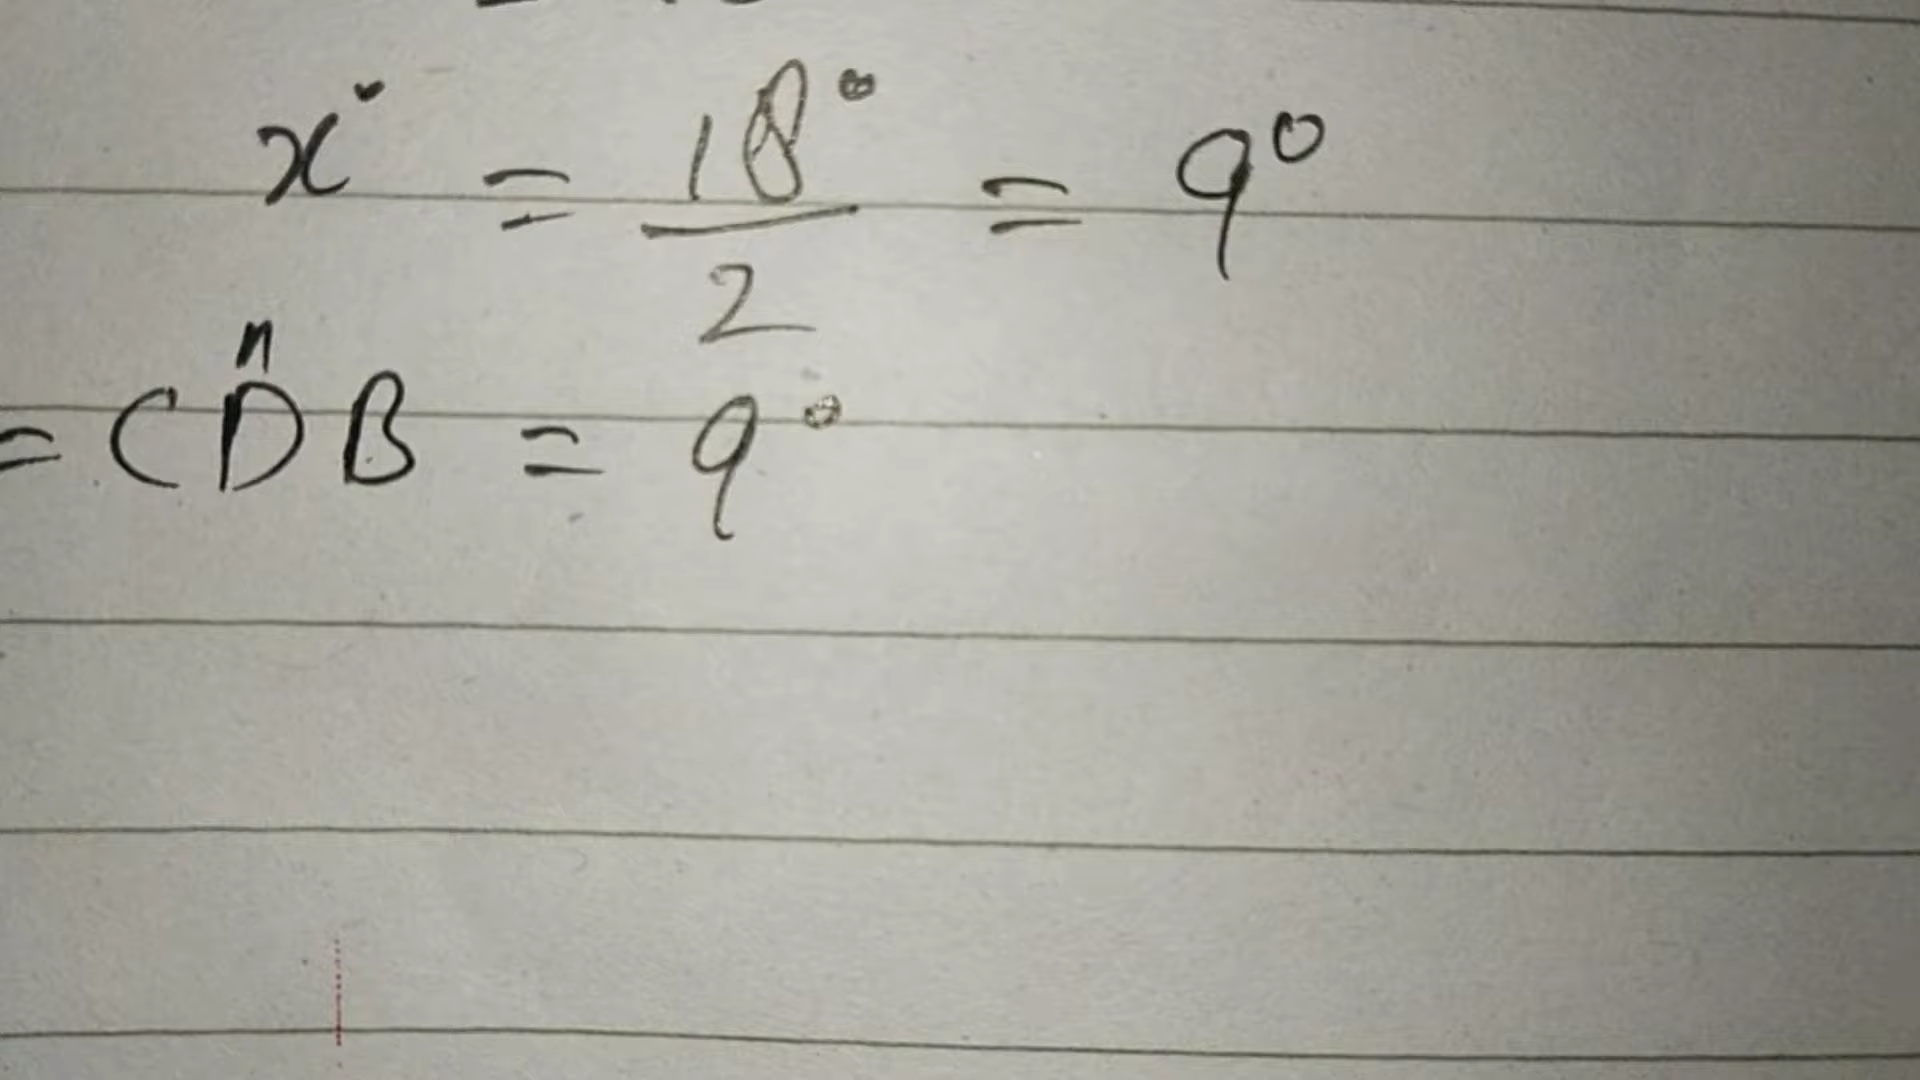 x° = 18°/2 = 9°
= CD̂B = 9°